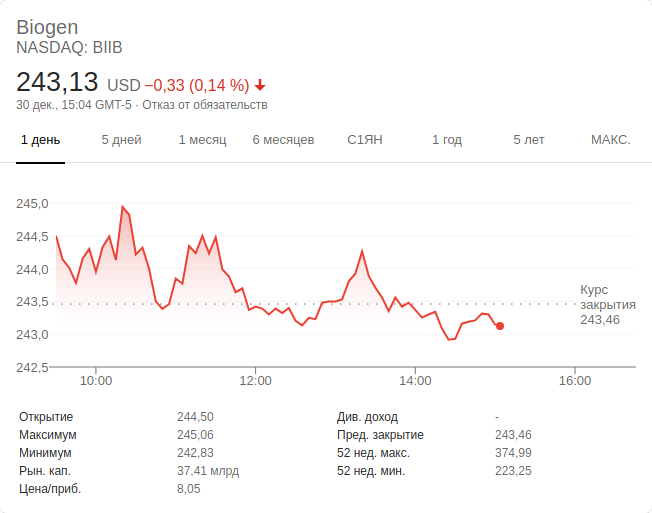 Biogen
NASDAQ: BIIB
243,13 USD −0,33 (0,14 %)
30 дек., 15:04 GMT-5 · Отказ от обязательств
1 день 5 дней 1 месяц 6 месяцев С1ЯН 1 год 5 лет МАКС.
245,0
244,5
244,0
243,5
243,0
242,5
Курс
закрытия
243,46
10:00 12:00 14:00 16:00
Открытие 244,50 Див. доход -
Максимум 245,06 Пред. закрытие 243,46
Минимум 242,83 52 нед. макс. 374,99
Рын. кап. 37,41 млрд 52 нед. мин. 223,25
Цена/приб. 8,05